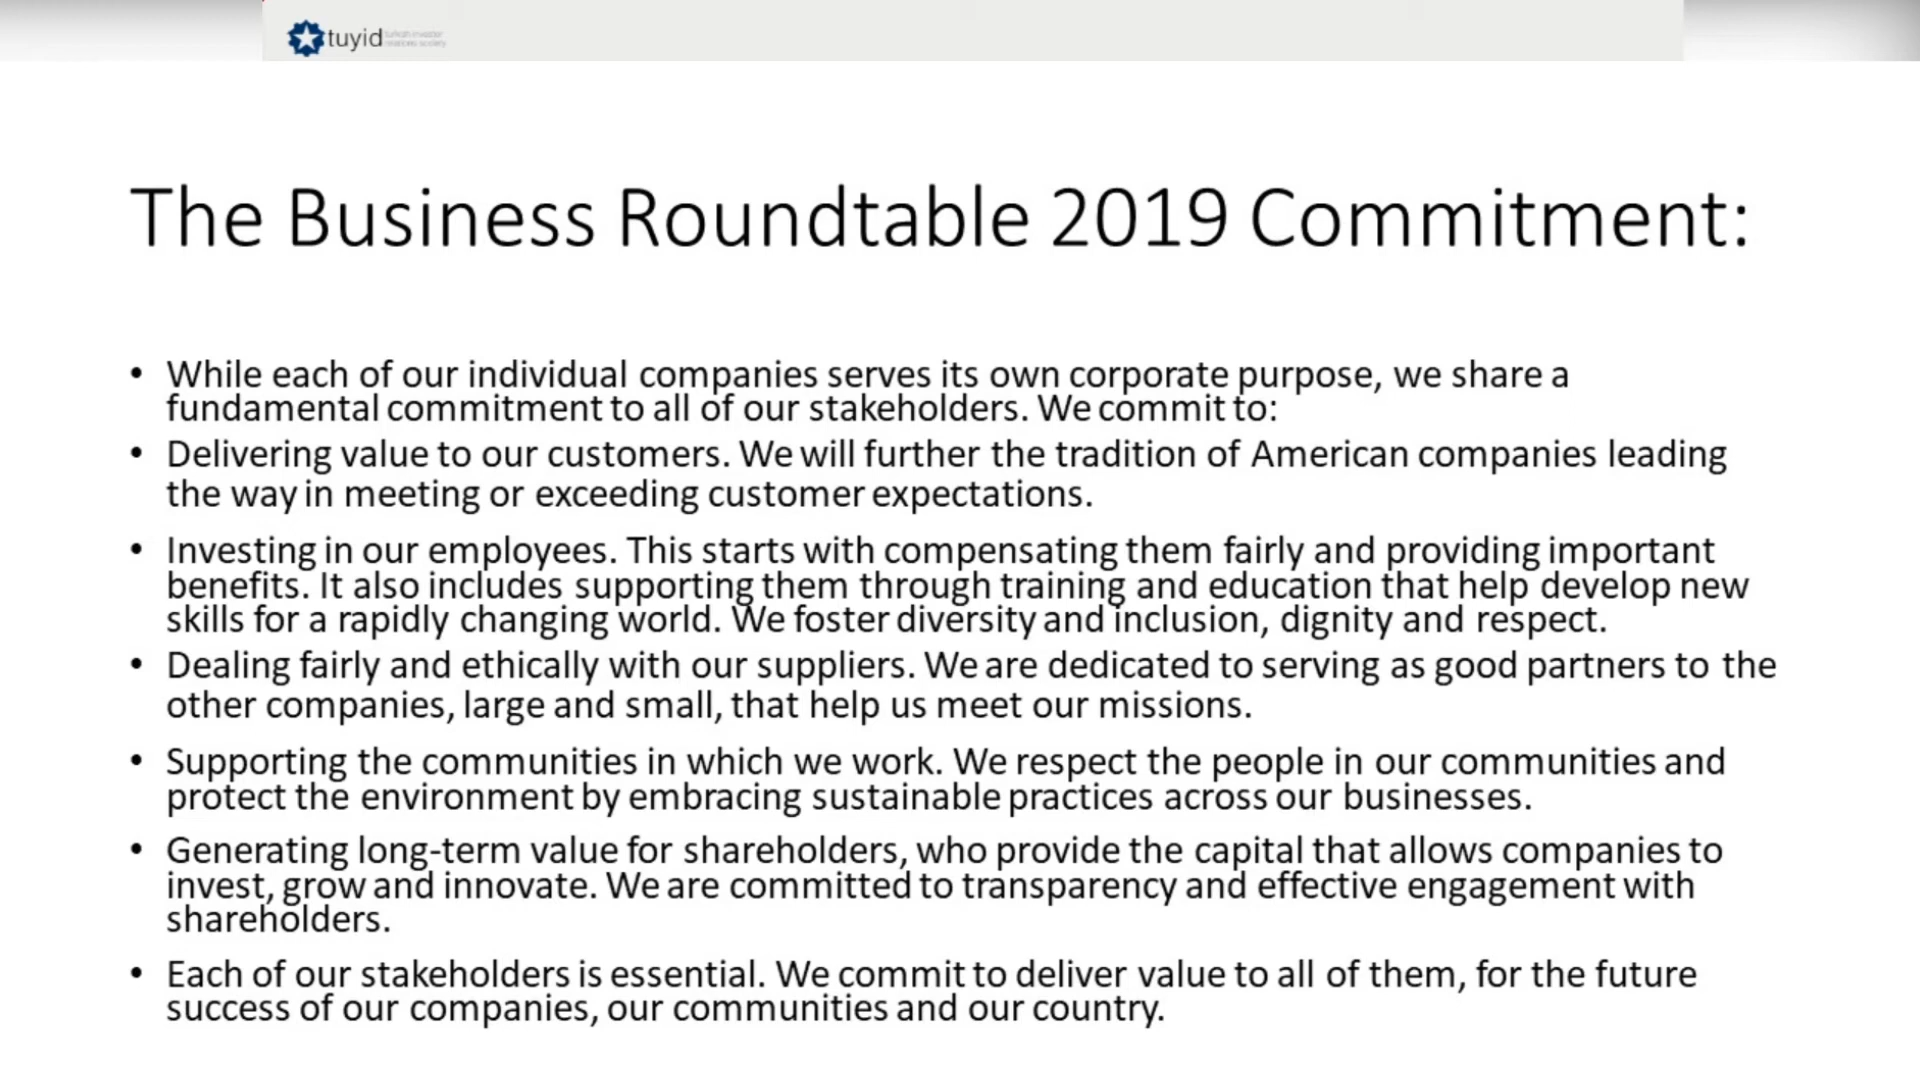 tuyid turkish investor
relations society
The Business Roundtable 2019 Commitment:
• While each of our individual companies serves its own corporate purpose, we share a
fundamental commitment to all of our stakeholders. We commit to:
• Delivering value to our customers. We will further the tradition of American companies leading
the way in meeting or exceeding customer expectations.
• Investing in our employees. This starts with compensating them fairly and providing important
benefits. It also includes supporting them through training and education that help develop new
skills for a rapidly changing world. We foster diversity and inclusion, dignity and respect.
• Dealing fairly and ethically with our suppliers. We are dedicated to serving as good partners to the
other companies, large and small, that help us meet our missions.
• Supporting the communities in which we work. We respect the people in our communities and
protect the environment by embracing sustainable practices across our businesses.
• Generating long-term value for shareholders, who provide the capital that allows companies to
invest, grow and innovate. We are committed to transparency and effective engagement with
shareholders.
• Each of our stakeholders is essential. We commit to deliver value to all of them, for the future
success of our companies, our communities and our country.